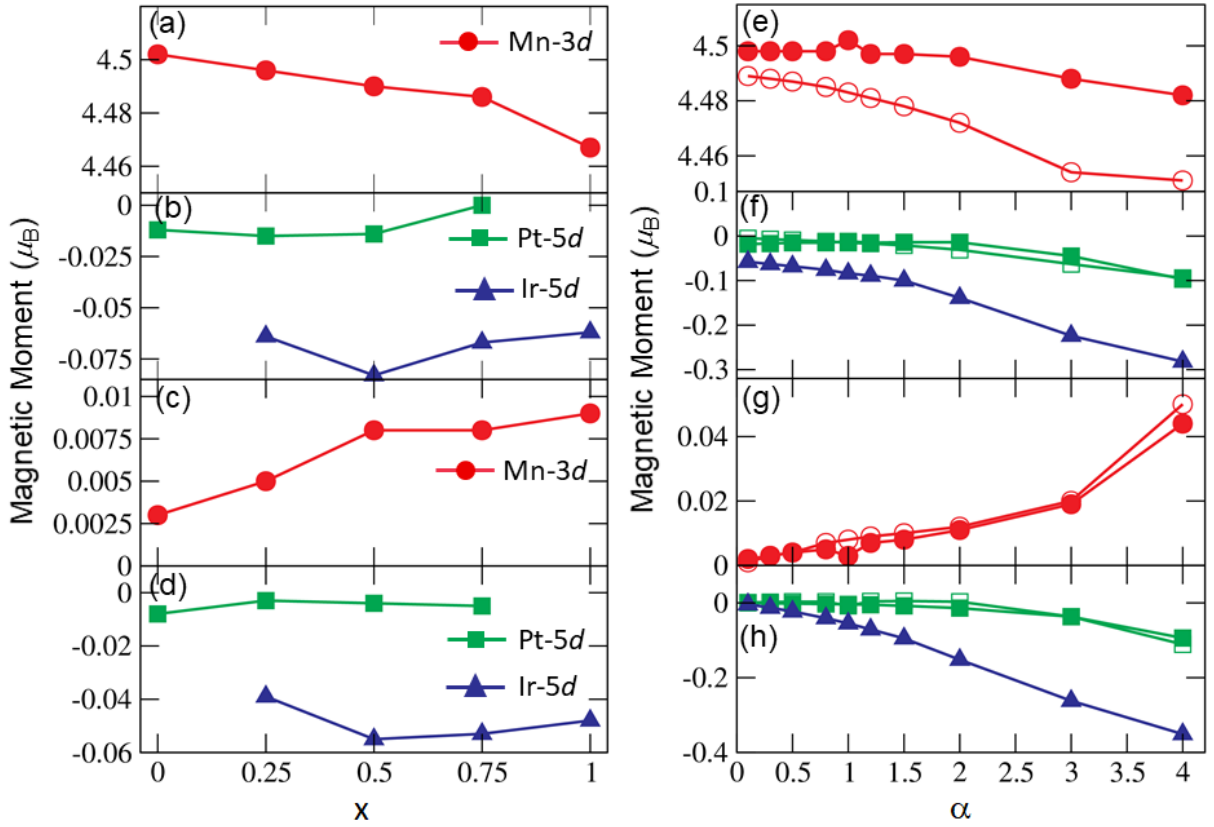 (a)
Mn-3d
4.5
4.48
4.46
(b)
0
-0.025
-0.05
-0.075
Pt-5d
Ir-5d
(c)
0.01
0.0075
0.005
0.0025
0
Mn-3d
(d)
0
-0.02
-0.04
-0.06
Pt-5d
Ir-5d
0 0.25 0.5 0.75 1
x
Magnetic Moment (μB)
(e)
4.5
4.48
4.46
(f)
0.1
0
-0.1
-0.2
-0.3
(g)
0.04
0.02
0
(h)
0
-0.2
-0.4
0 0.5 1 1.5 2 2.5 3 3.5 4
α
Magnetic Moment (μB)